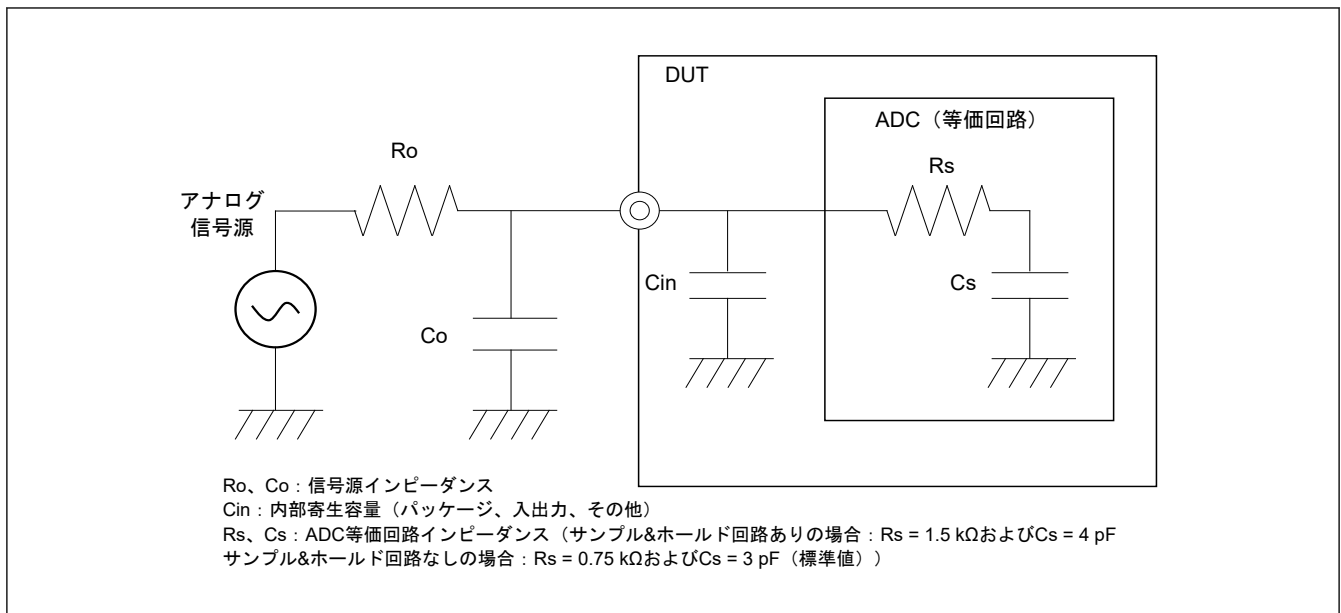 DUT
ADC（等価回路）
Ro
Rs
アナログ
信号源
Cin
Cs
Co
Ro、Co：信号源インピーダンス
Cin：内部寄生容量（パッケージ、入出力、その他）
Rs、Cs：ADC等価回路インピーダンス（サンプル&ホールド回路ありの場合：Rs = 1.5 kΩおよびCs = 4 pF
サンプル&ホールド回路なしの場合：Rs = 0.75 kΩおよびCs = 3 pF（標準値））